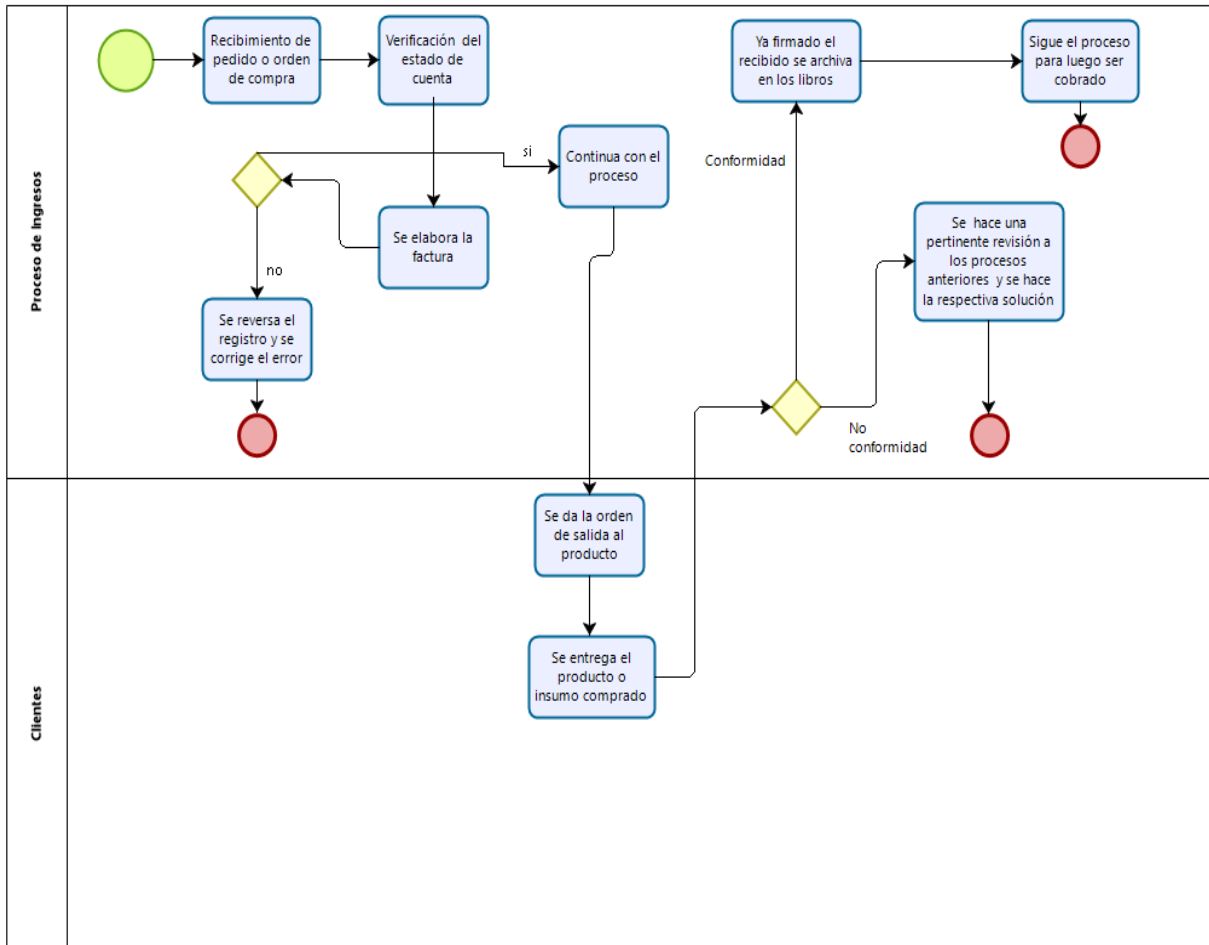 Proceso de Ingresos
Recibimiento de
pedido o orden
de compra
Verificación del
estado de
cuenta
si
Continua con el
proceso
Se elabora la
factura
no
Se reversa el
registro y se
corrige el error
Ya firmado el
recibido se archiva
en los libros
Sigue el proceso
para luego ser
cobrado
Conformidad
Se hace una
pertinente revisión a
los procesos
anteriores y se hace
la respectiva solución
No
conformidad
Clientes
Se da la orden
de salida al
producto
Se entrega el
producto o
insumo comprado